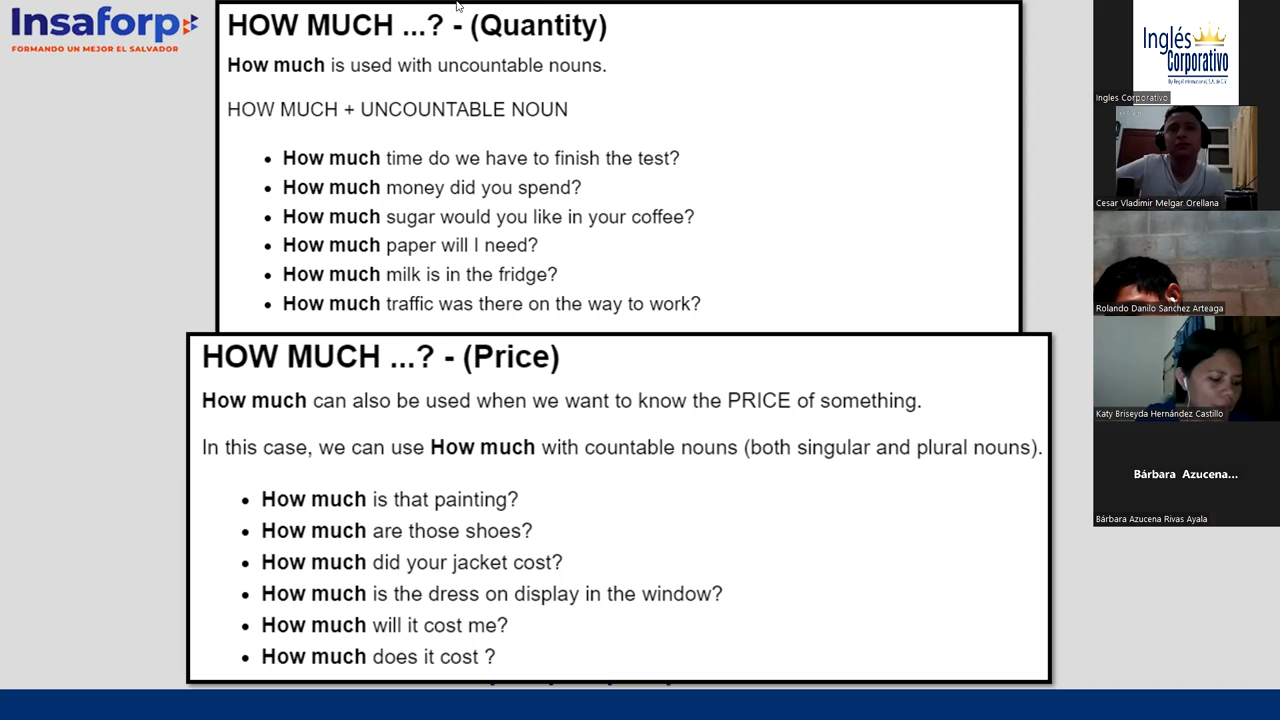 Insaforp
FORMANDO UN MEJOR EL SALVADOR
HOW MUCH ...? - (Quantity)
How much is used with uncountable nouns.
HOW MUCH + UNCOUNTABLE NOUN
• How much time do we have to finish the test?
• How much money did you spend?
• How much sugar would you like in your coffee?
• How much paper will I need?
• How much milk is in the fridge?
• How much traffic was there on the way to work?
HOW MUCH ...? - (Price)
How much can also be used when we want to know the PRICE of something.
In this case, we can use How much with countable nouns (both singular and plural nouns).
• How much is that painting?
• How much are those shoes?
• How much did your jacket cost?
• How much is the dress on display in the window?
• How much will it cost me?
• How much does it cost ?
Inglés
Corporativo
Ingles Corporativo
Cesar Vladimir Melgar Orellana
Rolando Danilo Sanchez Arteaga
Katy Briseyda Hernández Castillo
Bárbara Azucena...
Bárbara Azucena Rivas Ayala